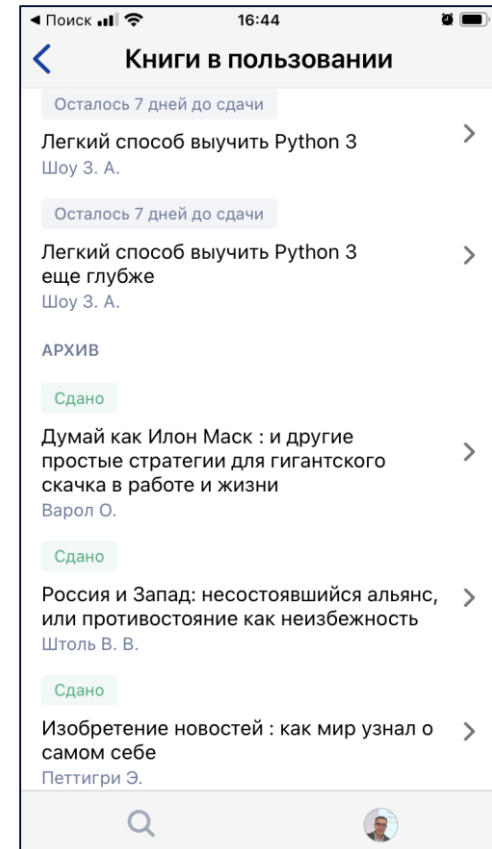 Поиск 16:44
Книги в пользовании
Осталось 7 дней до сдачи
Легкий способ выучить Python 3
Шоу З. А.
Осталось 7 дней до сдачи
Легкий способ выучить Python 3
еще глубже
Шоу З. А.
АРХИВ
Сдано
Думай как Илон Маск : и другие
простые стратегии для гигантского
скачка в работе и жизни
Варол О.
Сдано
Россия и Запад: несостоявшийся альянс,
или противостояние как неизбежность
Штоль В. В.
Сдано
Изобретение новостей : как мир узнал о
самом себе
Петтигри Э.